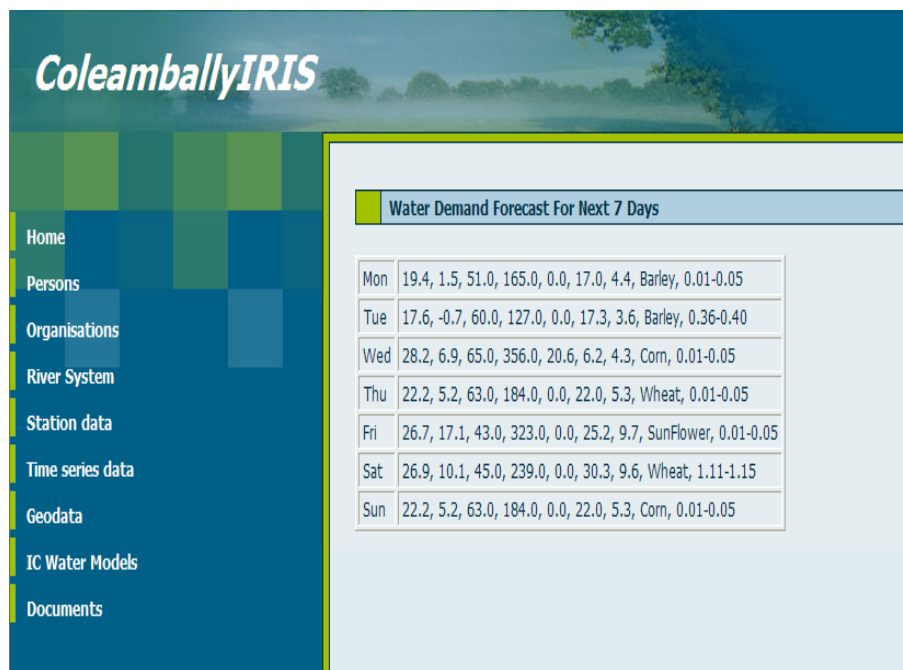 ColeamballyIRIS
Home
Persons
Organisations
River System
Station data
Time series data
Geodata
IC Water Models
Documents
Water Demand Forecast For Next 7 Days
Mon 19.4, 1.5, 51.0, 165.0, 0.0, 17.0, 4.4, Barley, 0.01-0.05
Tue 17.6, -0.7, 60.0, 127.0, 0.0, 17.3, 3.6, Barley, 0.36-0.40
Wed 28.2, 6.9, 65.0, 356.0, 20.6, 6.2, 4.3, Corn, 0.01-0.05
Thu 22.2, 5.2, 63.0, 184.0, 0.0, 22.0, 5.3, Wheat, 0.01-0.05
Fri 26.7, 17.1, 43.0, 323.0, 0.0, 25.2, 9.7, SunFlower, 0.01-0.05
Sat 26.9, 10.1, 45.0, 239.0, 0.0, 30.3, 9.6, Wheat, 1.11-1.15
Sun 22.2, 5.2, 63.0, 184.0, 0.0, 22.0, 5.3, Corn, 0.01-0.05